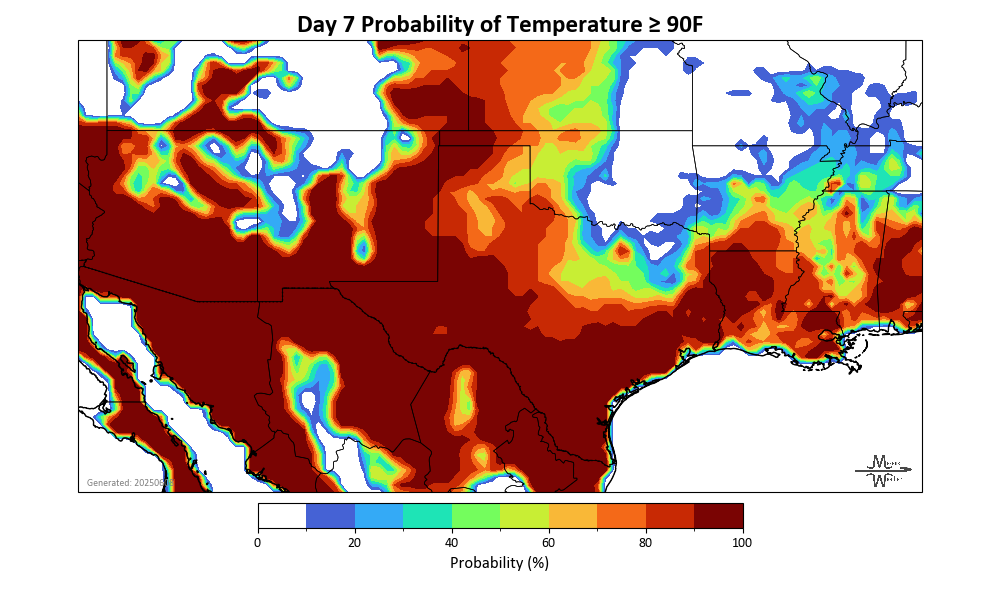 Day 7 Probability of Temperature ≥ 90F
Generated: 202506
0 20 40 60 80 100
Probability (%)